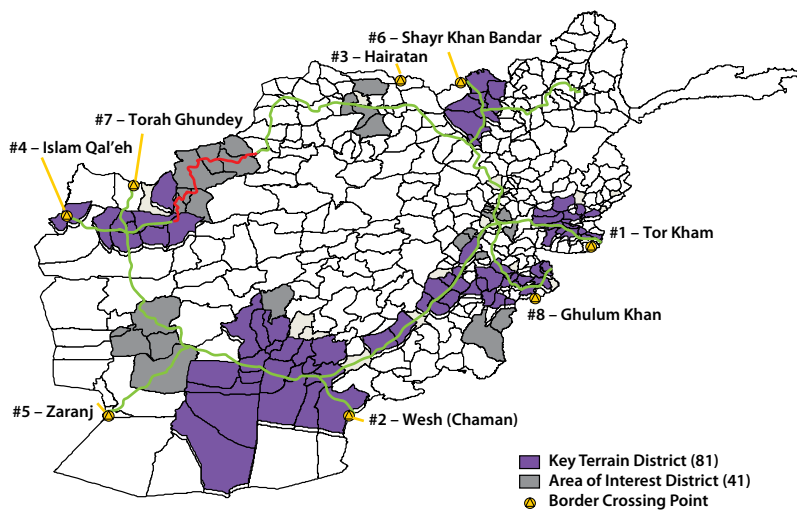 #6 – Shayr Khan Bandar
#3 – Hairatan
#7 – Torah Ghundey
#4 – Islam Qal’eh
#1 – Tor Kham
#8 – Ghulum Khan
#5 – Zaranj
#2 – Wesh (Chaman)
Key Terrain District (81)
Area of Interest District (41)
Border Crossing Point